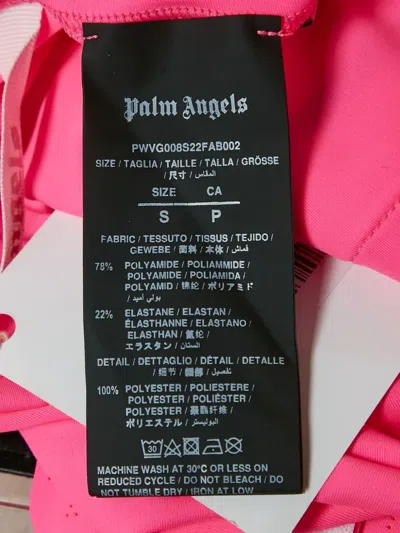 Palm Angels
PWVG008S22FAB002
SIZE / TAGLIA / TAILLE / TALLA / GRÖSSE
/ 尺寸 / المقاس /
SIZE CA
S P
FABRIC / TESSUTO / TISSUS / TEJIDO /
GEWEBE / 面料 / 本体 / قماش /
78% POLYAMIDE / POLIAMMIDE /
POLYAMIDE / POLIAMIDA /
POLYAMID / 锦纶 / ポリアミド /
بولي أميد /
22% ELASTANE / ELASTAN /
ÉLASTHANNE / ELASTANO /
ELASTHAN / 氨纶 /
エラスタン / الستان /
DETAIL / DETTAGLIO / DÉTAIL / DETALLE
/ 细节 /
100% POLYESTER / POLIESTERE /
POLYESTER / POLIÉSTER /
POLYESTER / 聚酯纤维 /
ポリエステル / البوليستر /
30
MACHINE WASH AT 30°C OR LESS ON
REDUCED CYCLE / DO NOT BLEACH / DO
NOT TUMBLE DRY / IRON AT LOW